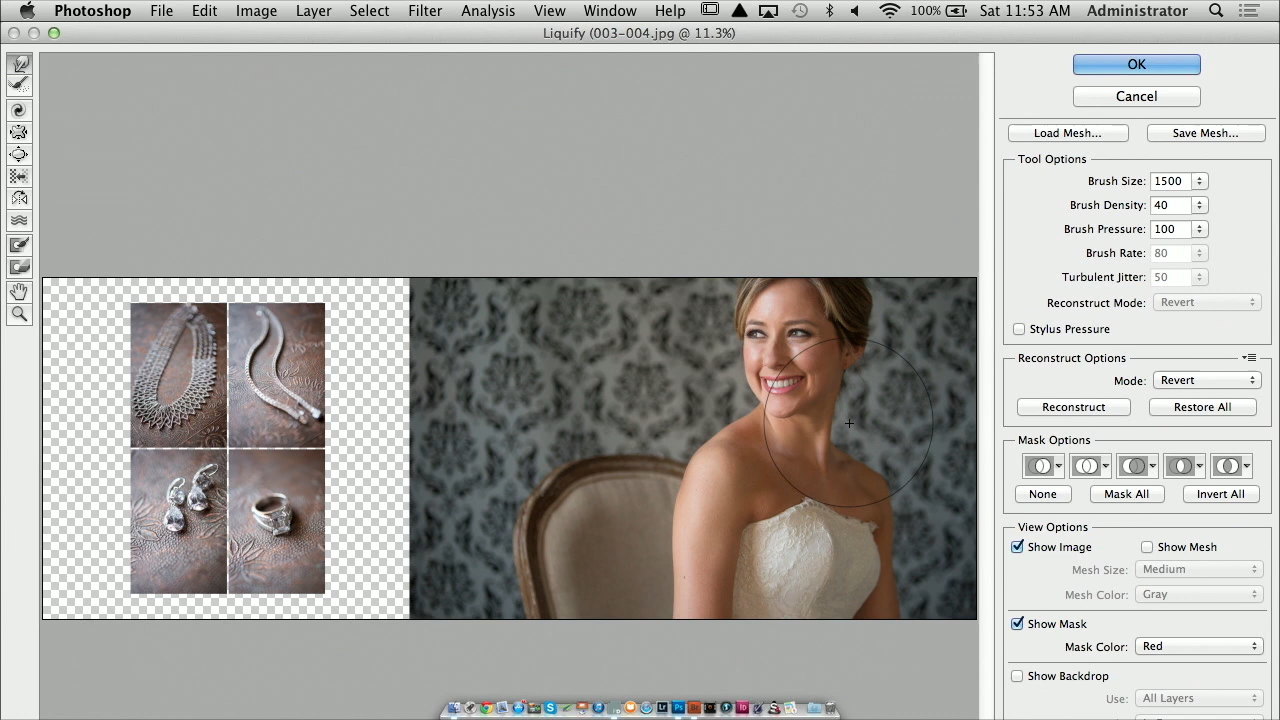 Photoshop File Edit Image Layer Select Filter Analysis View Window Help 100% Sat 11:53 AM Administrator
Liquify (003-004.jpg @ 11.3%)
OK
Cancel
Load Mesh... Save Mesh...
Tool Options
Brush Size: 1500
Brush Density: 40
Brush Pressure: 100
Brush Rate: 80
Turbulent Jitter: 50
Reconstruct Mode: Revert
Stylus Pressure
Reconstruct Options
Mode: Revert
Reconstruct Restore All
Mask Options
None Mask All Invert All
View Options
Show Image Show Mesh
Mesh Size: Medium
Mesh Color: Gray
Show Mask
Mask Color: Red
Show Backdrop
Use: All Layers